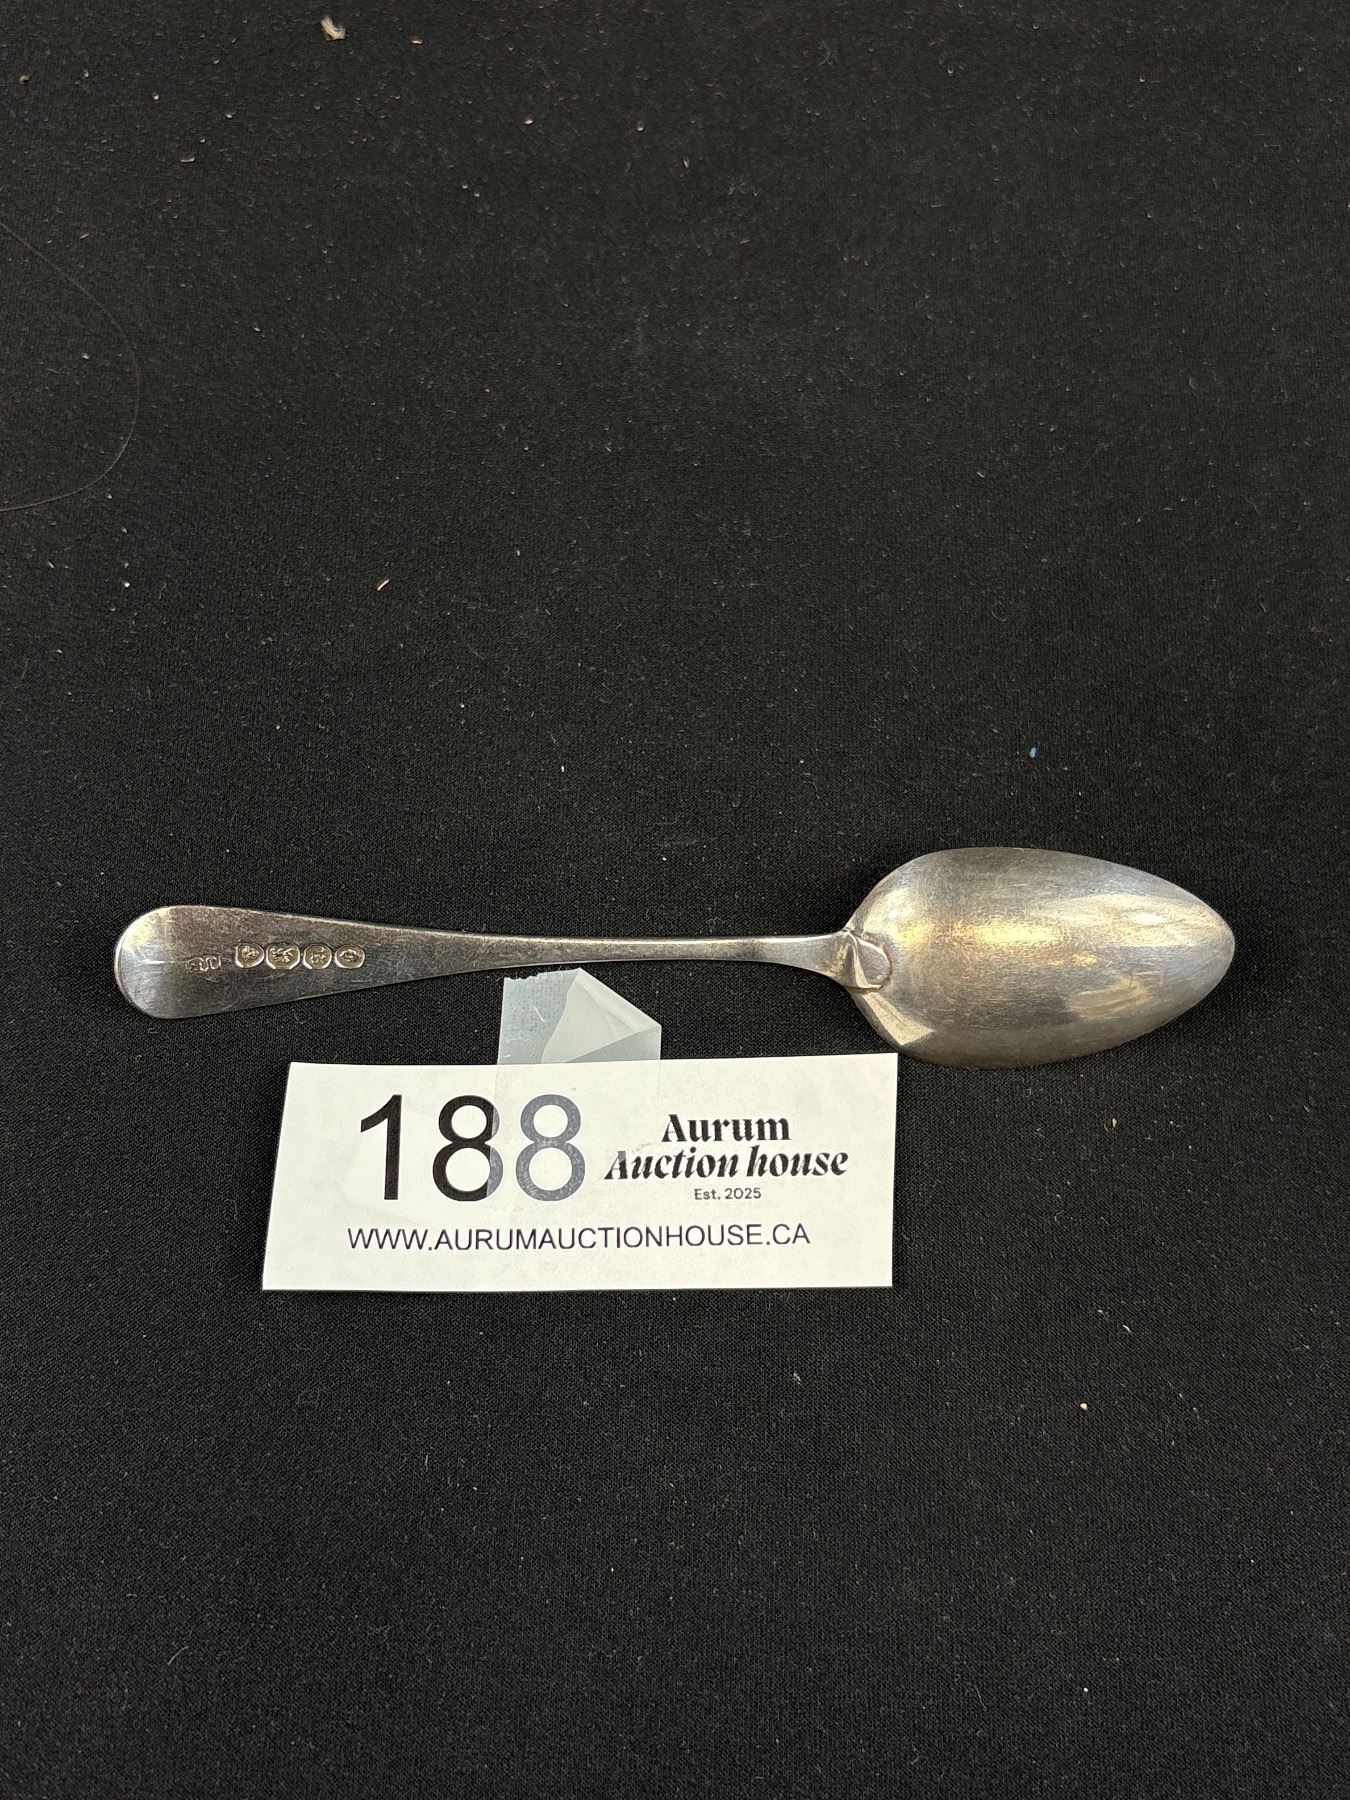 188
Aurum
Auction house
Est. 2025
WWW.AURUMAUCTIONHOUSE.CA